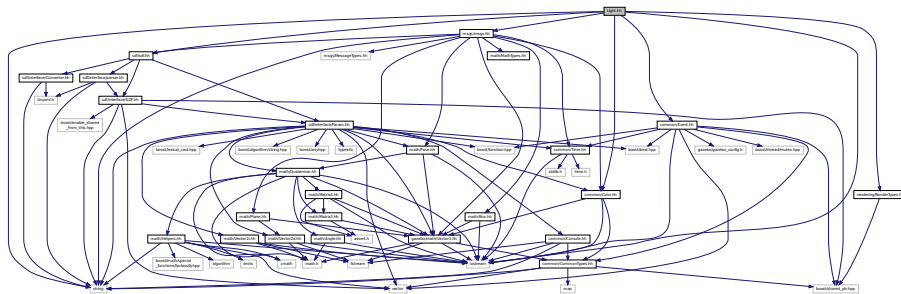 Light.hh
msgs/msgs.hh
sdf/sdf.hh
msgs/MessageTypes.hh
math/MathTypes.hh
sdf/interface/Converter.hh
sdf/interface/parser.hh
tinyxml.h
sdf/interface/SDF.hh
boost/enable_shared
_from_this.hpp
sdf/interface/Param.hh
common/Event.hh
boost/lexical_cast.hpp
boost/algorithm/string.hpp
boost/any.hpp
typeinfo
math/Pose.hh
boost/function.hpp
common/Time.hh
boost/bind.hpp
gazebo/gazebo_config.h
boost/thread/mutex.hpp
math/Quaternion.hh
stdlib.h
time.h
math/Matrix4.hh
common/Color.hh
rendering/RenderTypes.hh
math/Plane.hh
math/Matrix3.hh
math/Box.hh
math/Helpers.hh
math/Vector2i.hh
math/Vector2d.hh
math/Angle.hh
assert.h
gazebo/math/Vector3.hh
common/Console.hh
boost/math/special
_functions/fpclassify.hpp
algorithm
limits
cmath
math.h
fstream
iostream
common/CommonTypes.hh
string
vector
map
boost/shared_ptr.hpp